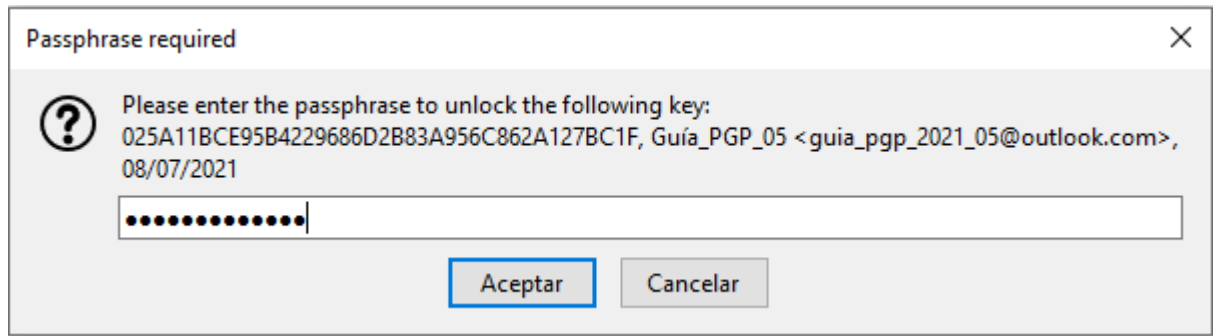 Passphrase required
Please enter the passphrase to unlock the following key:
025A11BCE95B4229686D2B83A956C862A127BC1F, Guía_PGP_05 <guia_pgp_2021_05@outlook.com>,
08/07/2021
●●●●●●●●●●●●●
Aceptar Cancelar